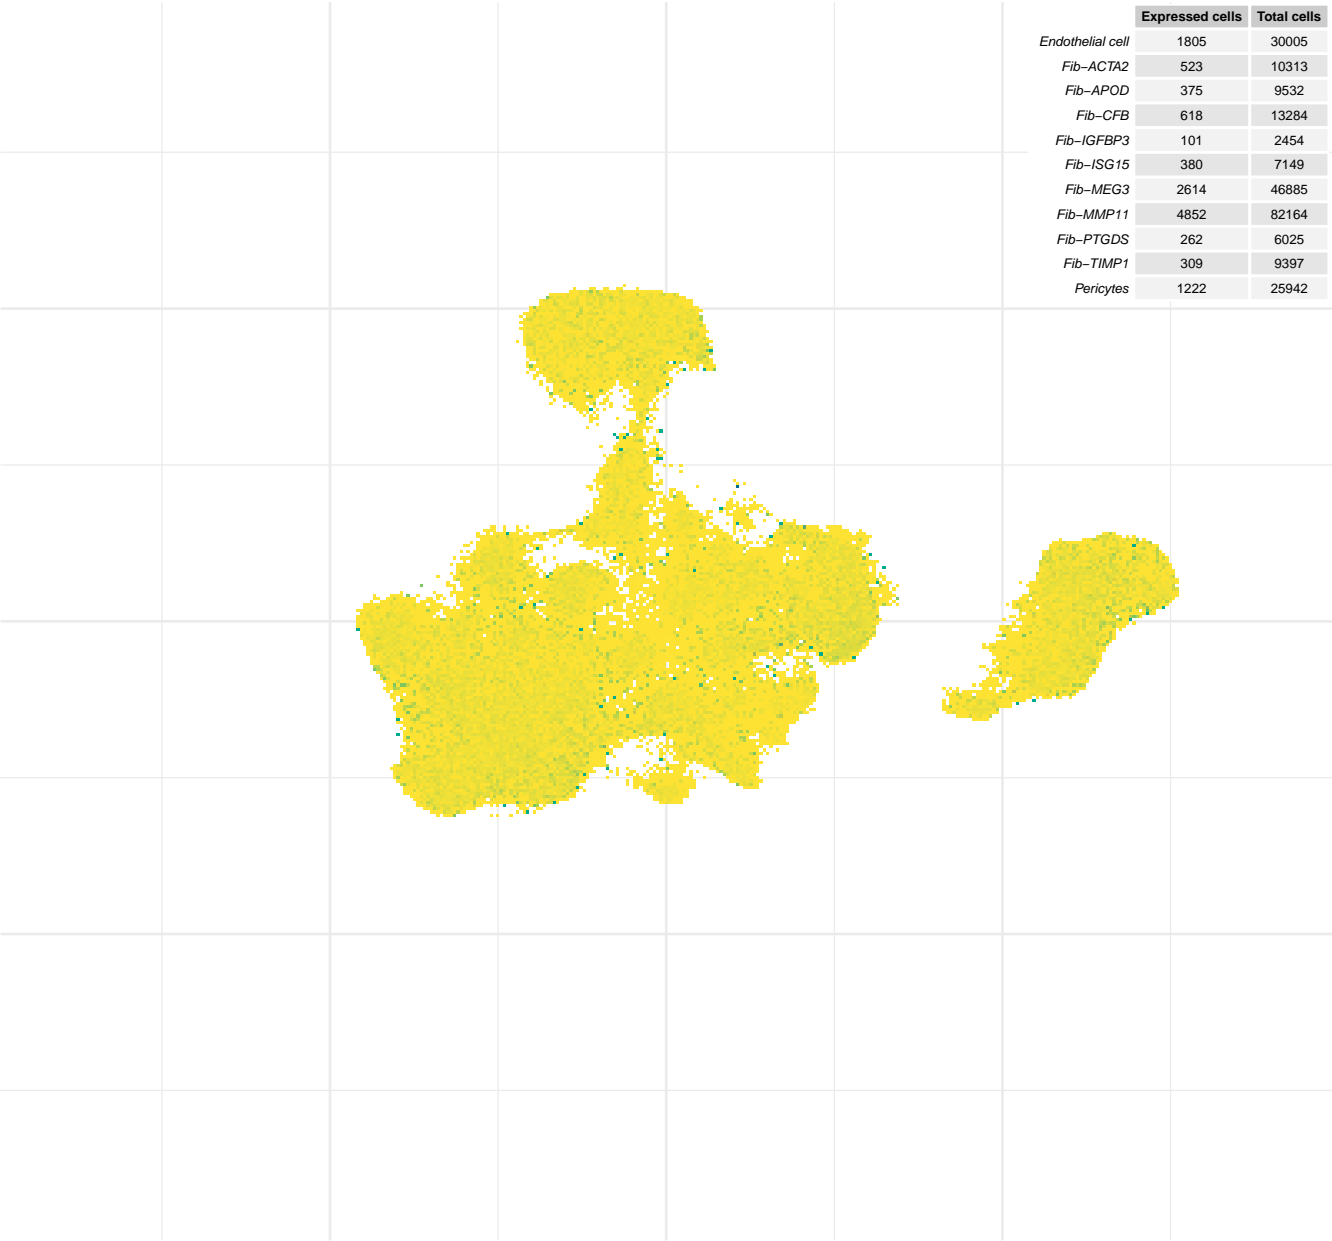 Expressed cells Total cells
Endothelial cell 1805 30005
Fib−ACTA2 523 10313
Fib−APOD 375 9532
Fib−CFB 618 13284
Fib−IGFBP3 101 2454
Fib−ISG15 380 7149
Fib−MEG3 2614 46885
Fib−MMP11 4852 82164
Fib−PTGDS 262 6025
Fib−TIMP1 309 9397
Pericytes 1222 25942